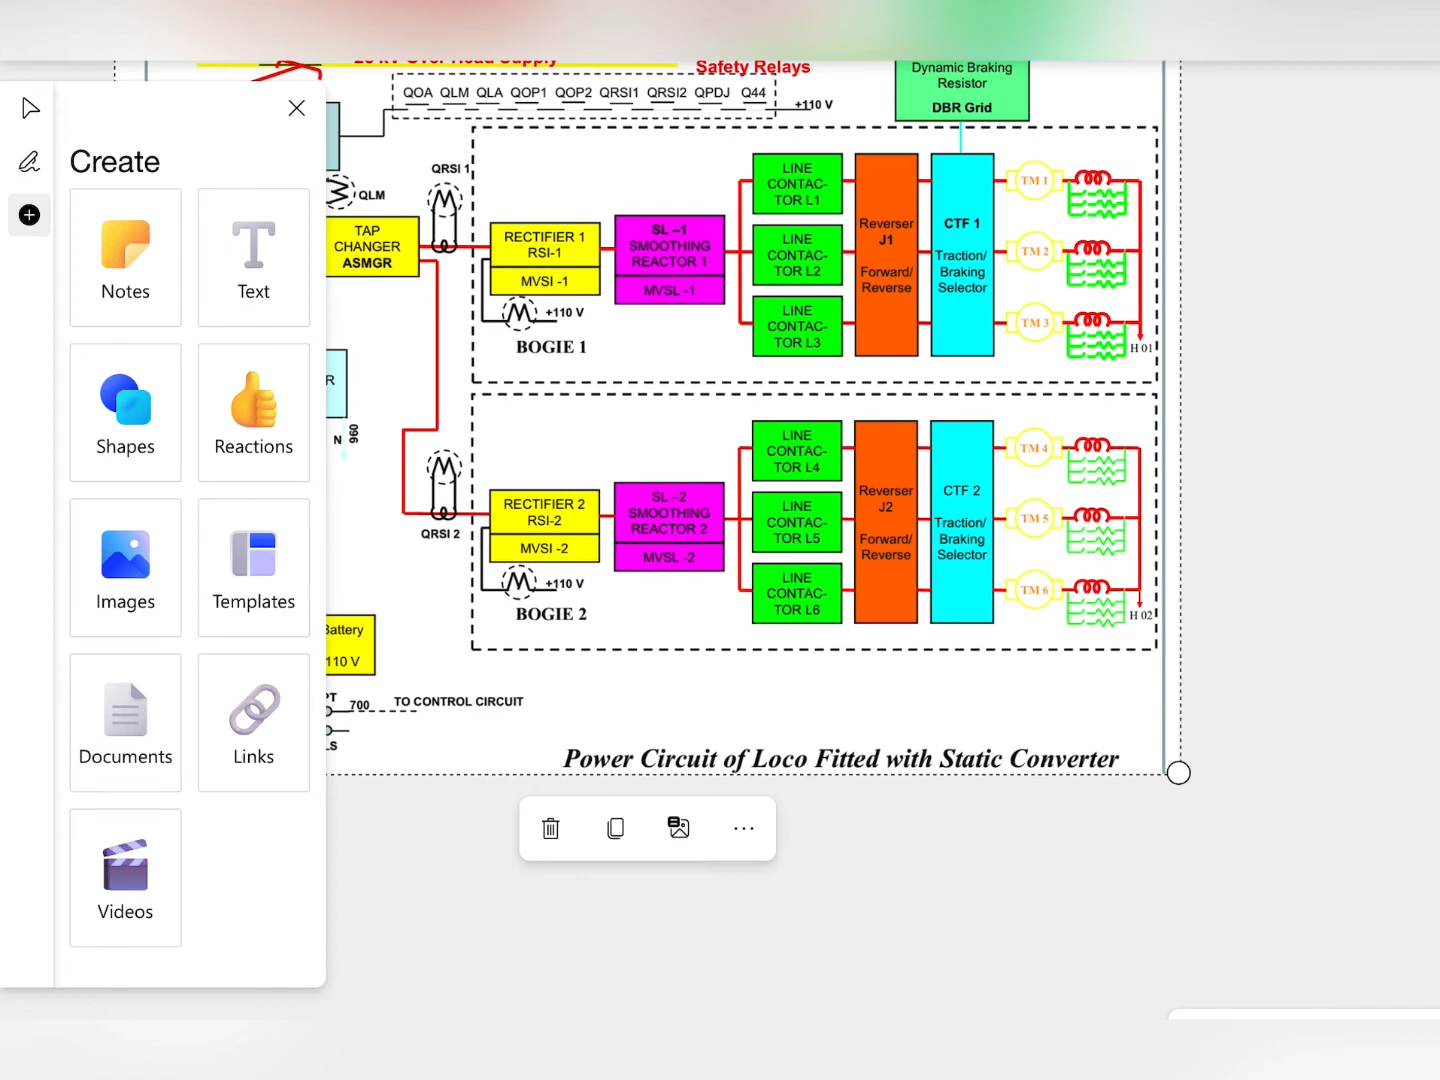 25 kV Over Head Supply
Safety Relays
Dynamic Braking
Resistor
DBR Grid
QOA QLM QLA QOP1 QOP2 QRSI1 QRSI2 QPDJ Q44
+110 V
Create
Notes
Text
Shapes
Reactions
Images
Templates
Documents
Links
Videos
QLM
QRSI 1
TAP
CHANGER
ASMGR
RECTIFIER 1
RSI-1
MVSI -1
+110 V
BOGIE 1
SL –1
SMOOTHING
REACTOR 1
MVSL -1
LINE
CONTAC-
TOR L1
LINE
CONTAC-
TOR L2
LINE
CONTAC-
TOR L3
Reverser
J1
Forward/
Reverse
CTF 1
Traction/
Braking
Selector
TM 1
TM 2
TM 3
H 01
R
N
960
QRSI 2
RECTIFIER 2
RSI-2
MVSI -2
+110 V
BOGIE 2
SL –2
SMOOTHING
REACTOR 2
MVSL -2
LINE
CONTAC-
TOR L4
LINE
CONTAC-
TOR L5
LINE
CONTAC-
TOR L6
Reverser
J2
Forward/
Reverse
CTF 2
Traction/
Braking
Selector
TM 4
TM 5
TM 6
H 02
Battery
110 V
PT
700
TO CONTROL CIRCUIT
LS
Power Circuit of Loco Fitted with Static Converter